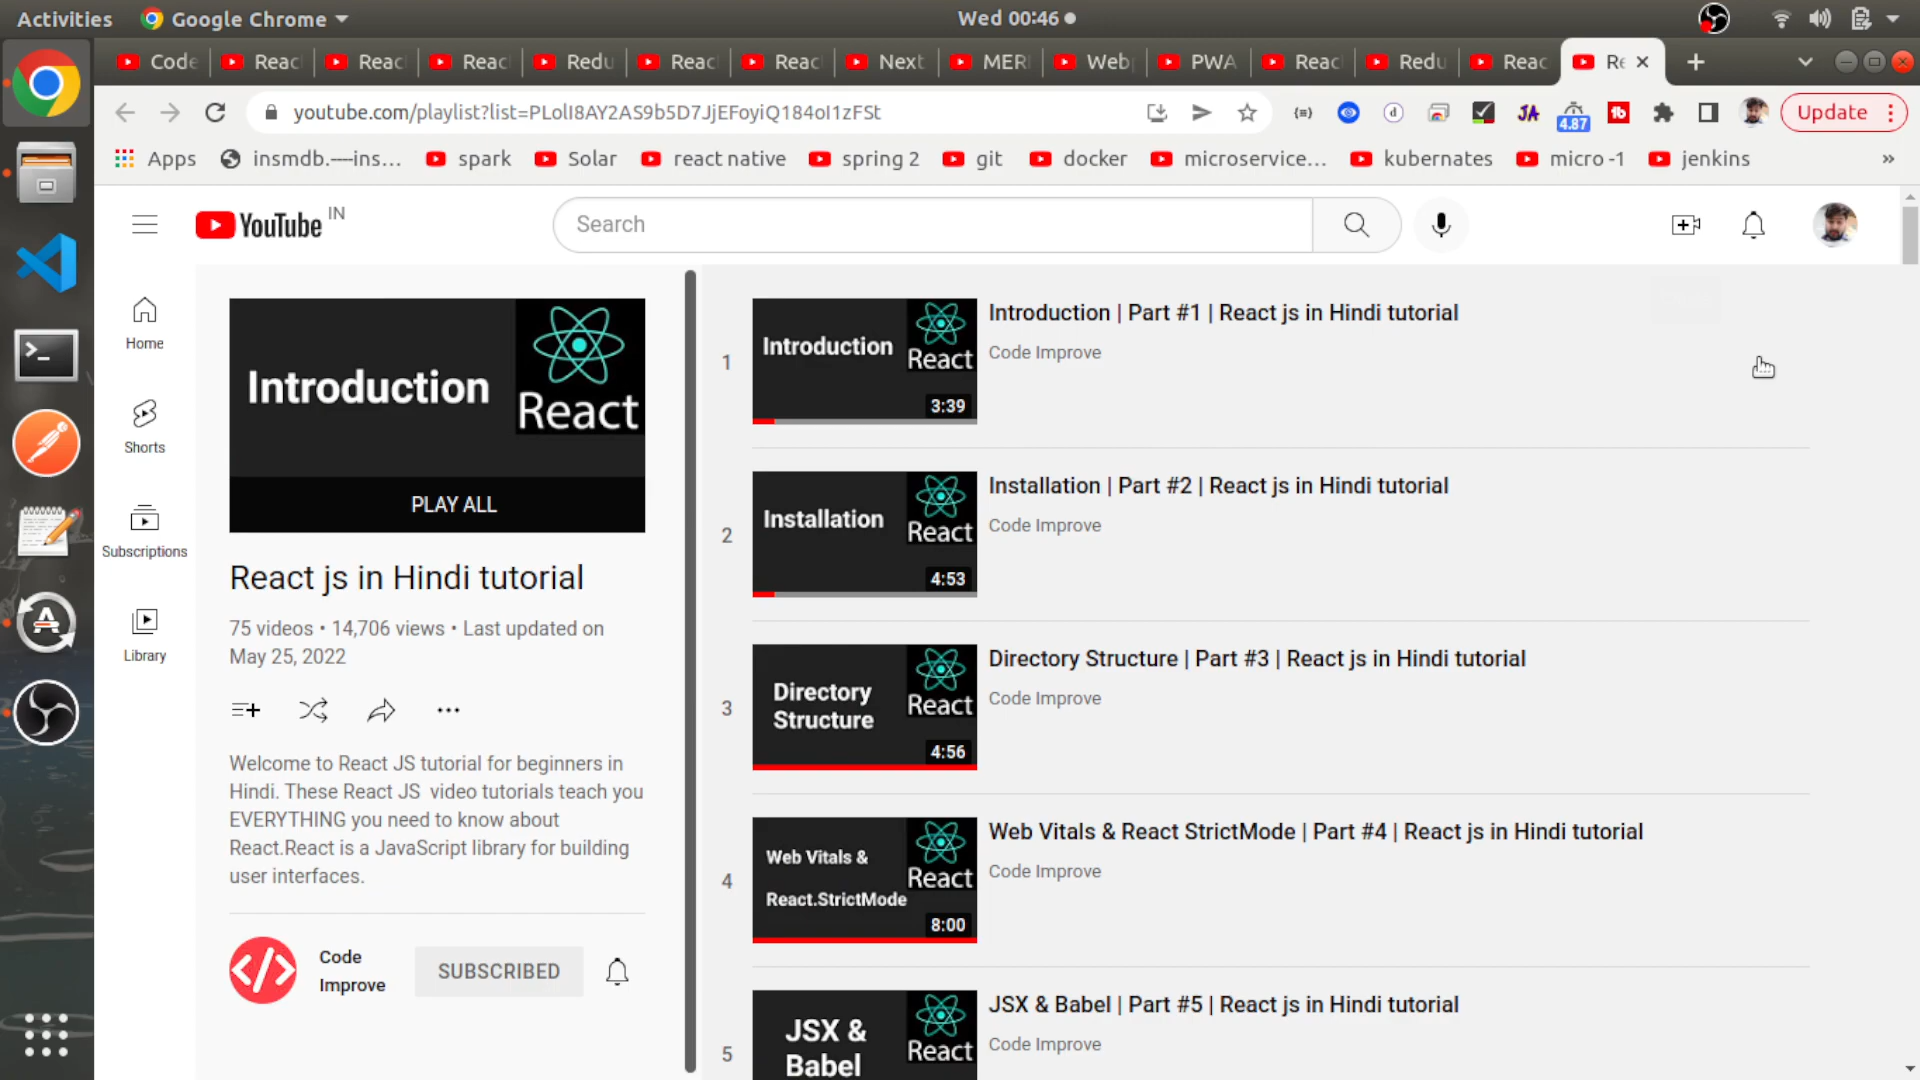 Activities
Google Chrome
Wed 00:46
Code
Reac
Reac
Reac
Redu
Reac
Reac
Next
MER
Web
PWA
Reac
Redu
Reac
Re
youtube.com/playlist?list=PLolI8AY2AS9b5D7JjEFoyiQ184oI1zFSt
d
JA
4.87
Update
Apps
insmdb.—ins...
spark
Solar
react native
spring 2
git
docker
microservice...
kubernates
micro -1
jenkins
»
YouTube IN
Search
Home
Shorts
Subscriptions
Library
Introduction
React
PLAY ALL
React js in Hindi tutorial
75 videos • 14,706 views • Last updated on
May 25, 2022
Welcome to React JS tutorial for beginners in
Hindi. These React JS video tutorials teach you
EVERYTHING you need to know about
React.React is a JavaScript library for building
user interfaces.
Code
Improve
SUBSCRIBED
1
Introduction
React
3:39
Introduction | Part #1 | React js in Hindi tutorial
Code Improve
2
Installation
React
4:53
Installation | Part #2 | React js in Hindi tutorial
Code Improve
3
Directory
Structure
React
4:56
Directory Structure | Part #3 | React js in Hindi tutorial
Code Improve
4
Web Vitals &
React.StrictMode
React
8:00
Web Vitals & React StrictMode | Part #4 | React js in Hindi tutorial
Code Improve
5
JSX &
Babel
React
JSX & Babel | Part #5 | React js in Hindi tutorial
Code Improve